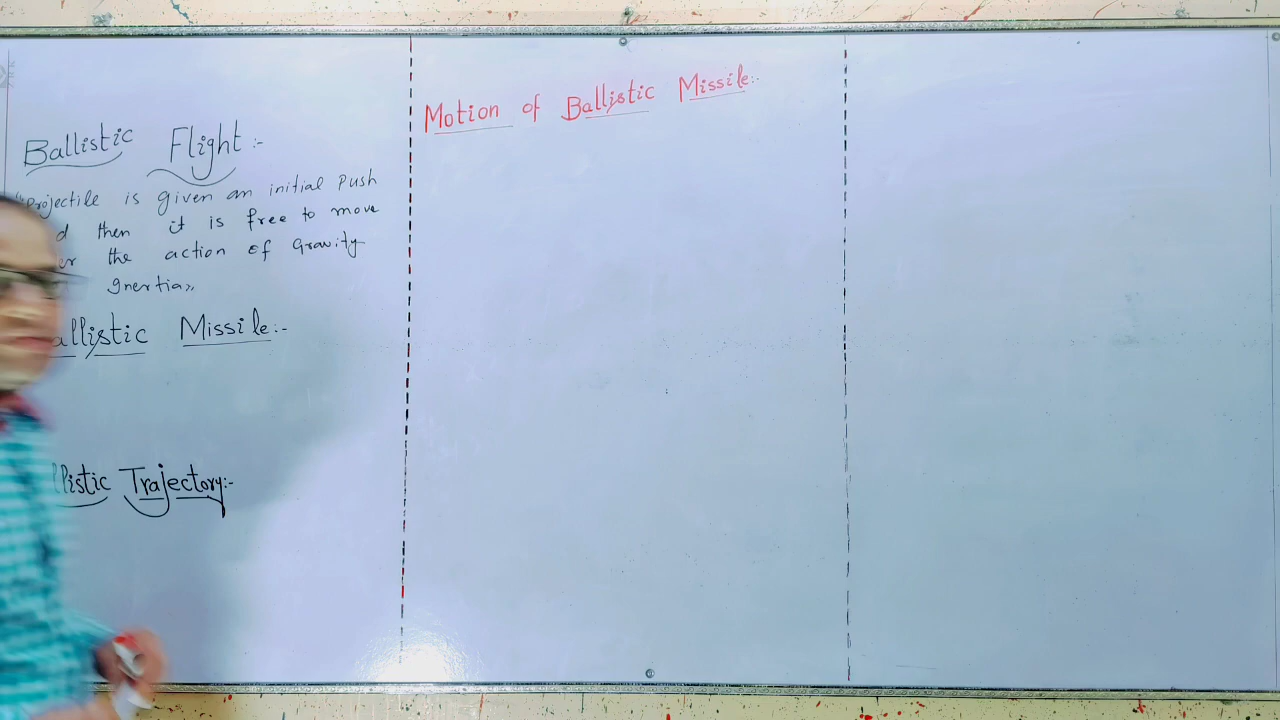 Ballistic Flight :-
"Projectile is given an initial Push
then it is free to move
the action of Gravity
Inertia"
Missile:-
Trajectory:-
Motion of Ballistic Missile:-